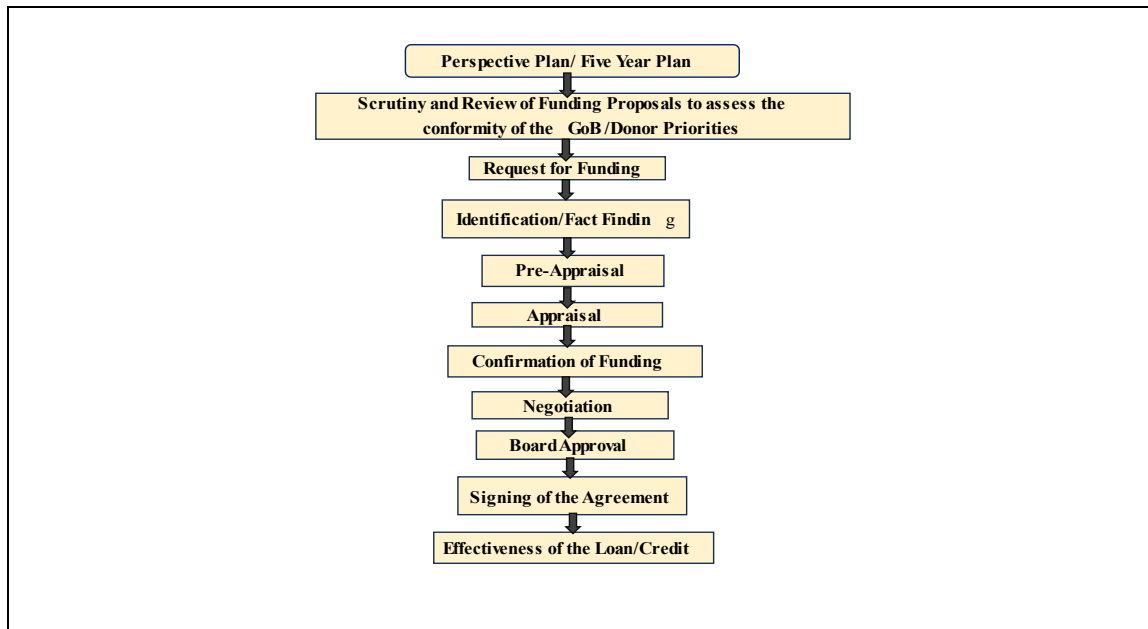 Perspective Plan/ Five Year Plan
Scrutiny and Review of Funding Proposals to assess the
conformity of the GoB/Donor Priorities
Request for Funding
Identification/Fact Finding
Pre-Appraisal
Appraisal
Confirmation of Funding
Negotiation
Board Approval
Signing of the Agreement
Effectiveness of the Loan/Credit